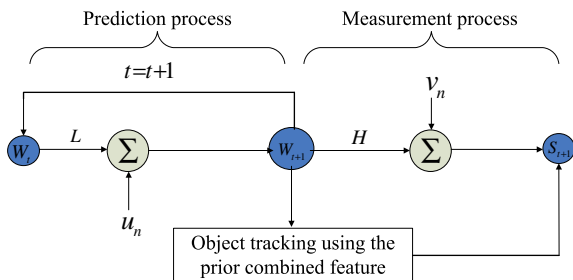 Prediction process
Measurement process
t=t+1
v_n
W_t
L
Σ
W_{t+1}
H
Σ
S_{t+1}
u_n
Object tracking using the
prior combined feature